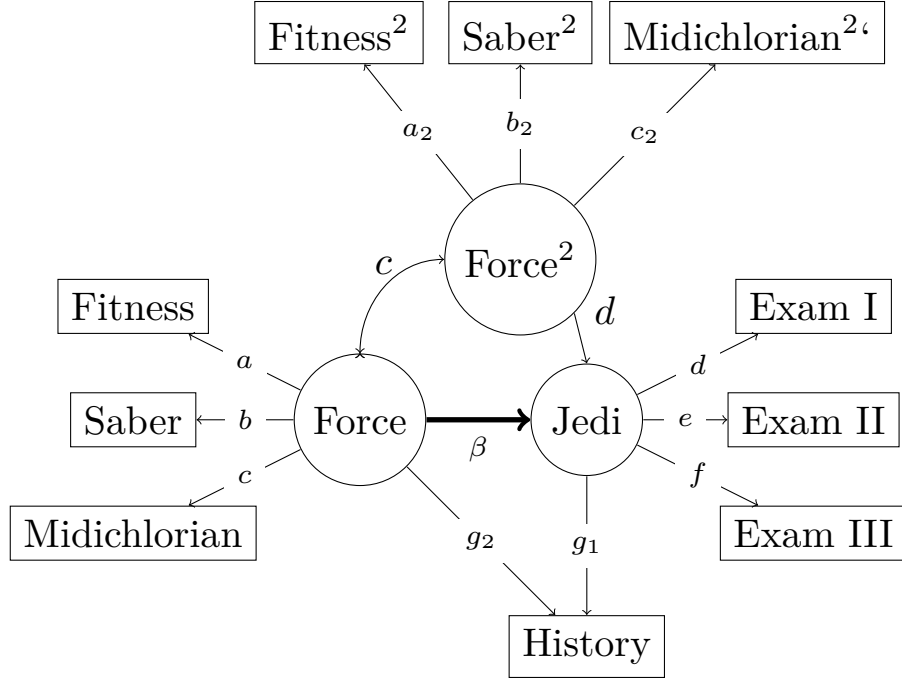 Fitness² Saber² Midichlorian²‘
a₂ b₂ c₂
Force²
c
d
Fitness Exam I
a d
Saber b Force β Jedi e Exam II
c f
Midichlorian Exam III
g₂ g₁
History